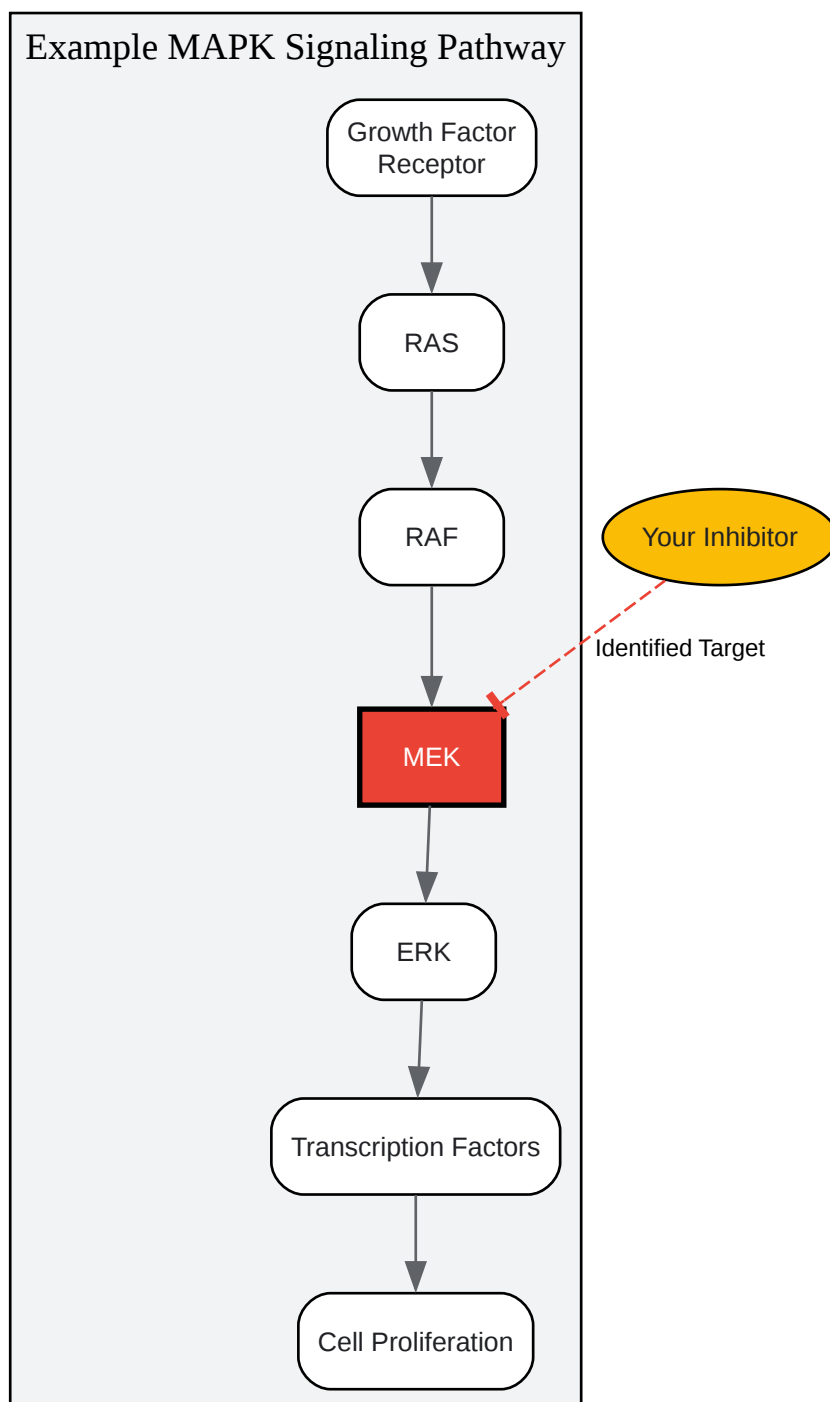 Example MAPK Signaling Pathway
Growth Factor
Receptor
RAS
RAF
Your Inhibitor
Identified Target
MEK
ERK
Transcription Factors
Cell Proliferation